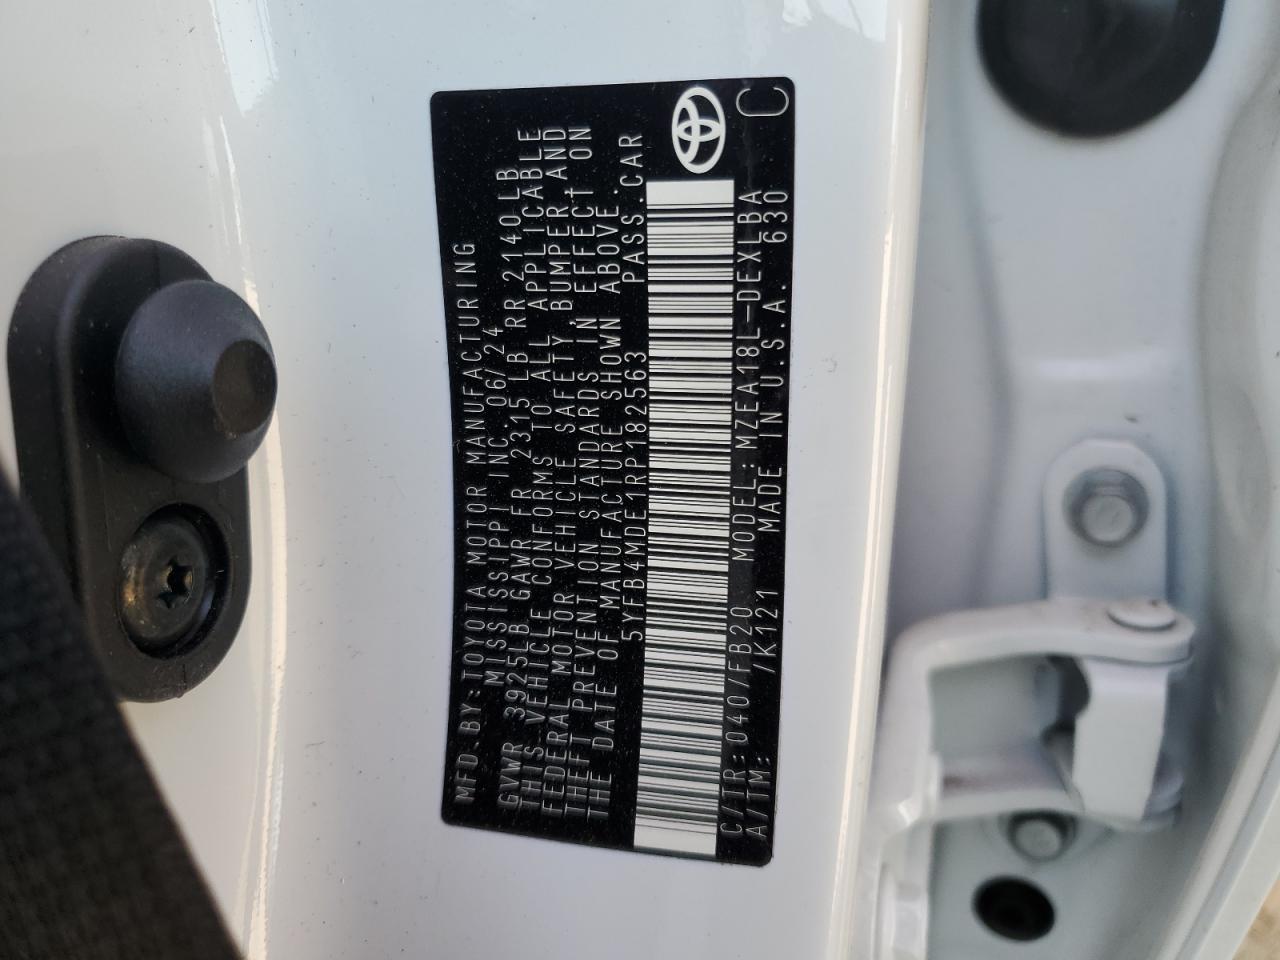 MFD.BY:TOYOTA MOTOR MANUFACTURING
MISSISSIPPI INC. 06/24
GVWR 3925LB GAWR FR 2315 LB RR 2140 LB
THIS VEHICLE CONFORMS TO ALL APPLICABLE
FEDERAL MOTOR VEHICLE SAFETY, BUMPER, AND
THEFT PREVENTION STANDARDS IN EFFECT ON
THE DATE OF MANUFACTURE SHOWN ABOVE.
5YFB4MDE1RP182563 PASS.CAR
C/TR:040/FB20 MODEL:MZEA18L-DEXLBA
A/TM: /K121 MADE IN U.S.A. 630 C